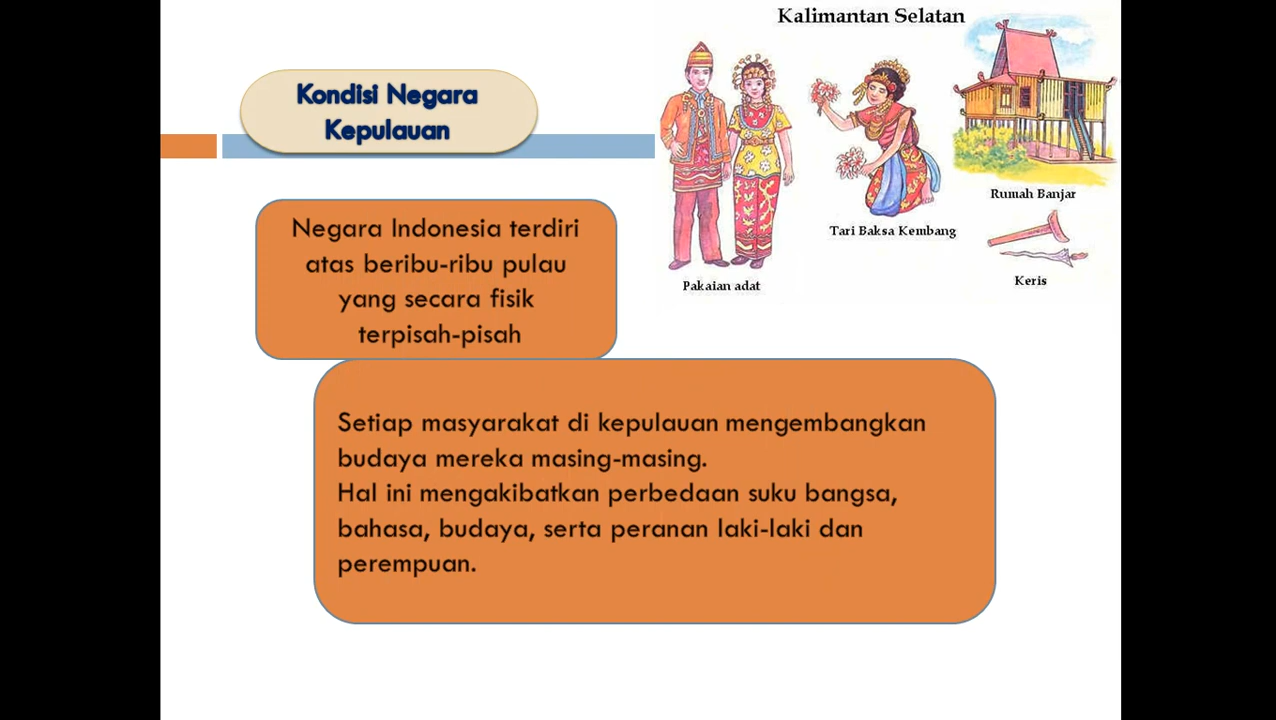 Kalimantan Selatan
Kondisi Negara
Kepulauan
Rumah Banjar
Tari Baksa Kembang
Pakaian adat
Keris
Negara Indonesia terdiri
atas beribu-ribu pulau
yang secara fisik
terpisah-pisah
Setiap masyarakat di kepulauan mengembangkan
budaya mereka masing-masing.
Hal ini mengakibatkan perbedaan suku bangsa,
bahasa, budaya, serta peranan laki-laki dan
perempuan.